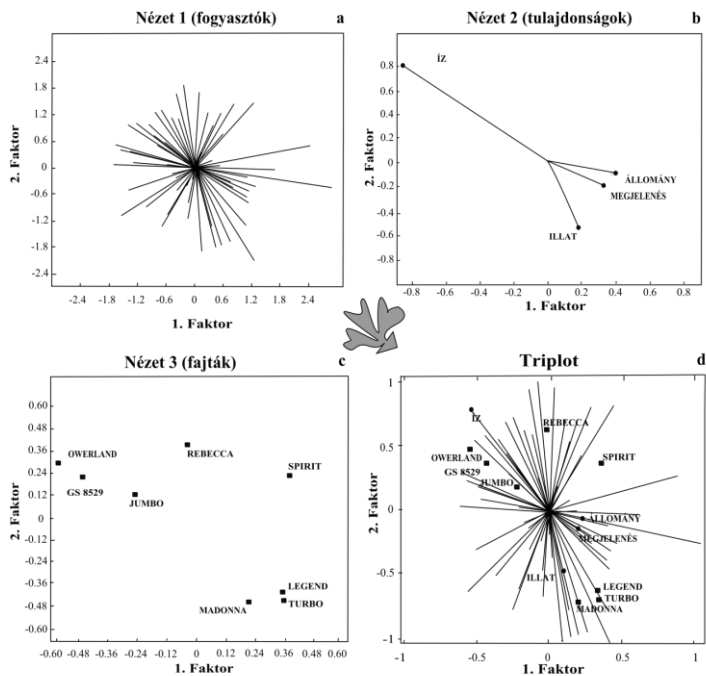 Nézet 1 (fogyasztók) a
2. Faktor
2.4
1.8
1.2
0.6
0
-0.6
-1.2
-1.8
-2.4
-2.4 -1.8 -1.2 -0.6 0 0.6 1.2 1.8 2.4
1. Faktor
Nézet 2 (tulajdonságok) b
2. Faktor
0.8
0.6
0.4
0.2
0
-0.2
-0.4
-0.6
-0.8
ÍZ
ÁLLOMÁNY
MEGJELENÉS
ILLAT
-0.8 -0.6 -0.4 -0.2 0 0.2 0.4 0.6 0.8
1. Faktor
Nézet 3 (fajták) c
2. Faktor
0.60
0.48
0.36
0.24
0.12
0
-0.12
-0.24
-0.36
-0.48
-0.60
REBECCA
OWERLAND
SPIRIT
GS 8529
JUMBO
LEGEND
TURBO
MADONNA
-0.60 -0.48 -0.36 -0.24 -0.12 0 0.12 0.24 0.36 0.48 0.60
1. Faktor
Triplot d
2. Faktor
1
0.5
0
-0.5
-1
ÍZ
REBECCA
OWERLAND
SPIRIT
GS 8529
JUMBO
ÁLLOMÁNY
MEGJELENÉS
ILLAT
LEGEND
TURBO
MADONNA
-1 -0.5 0 0.5 1
1. Faktor